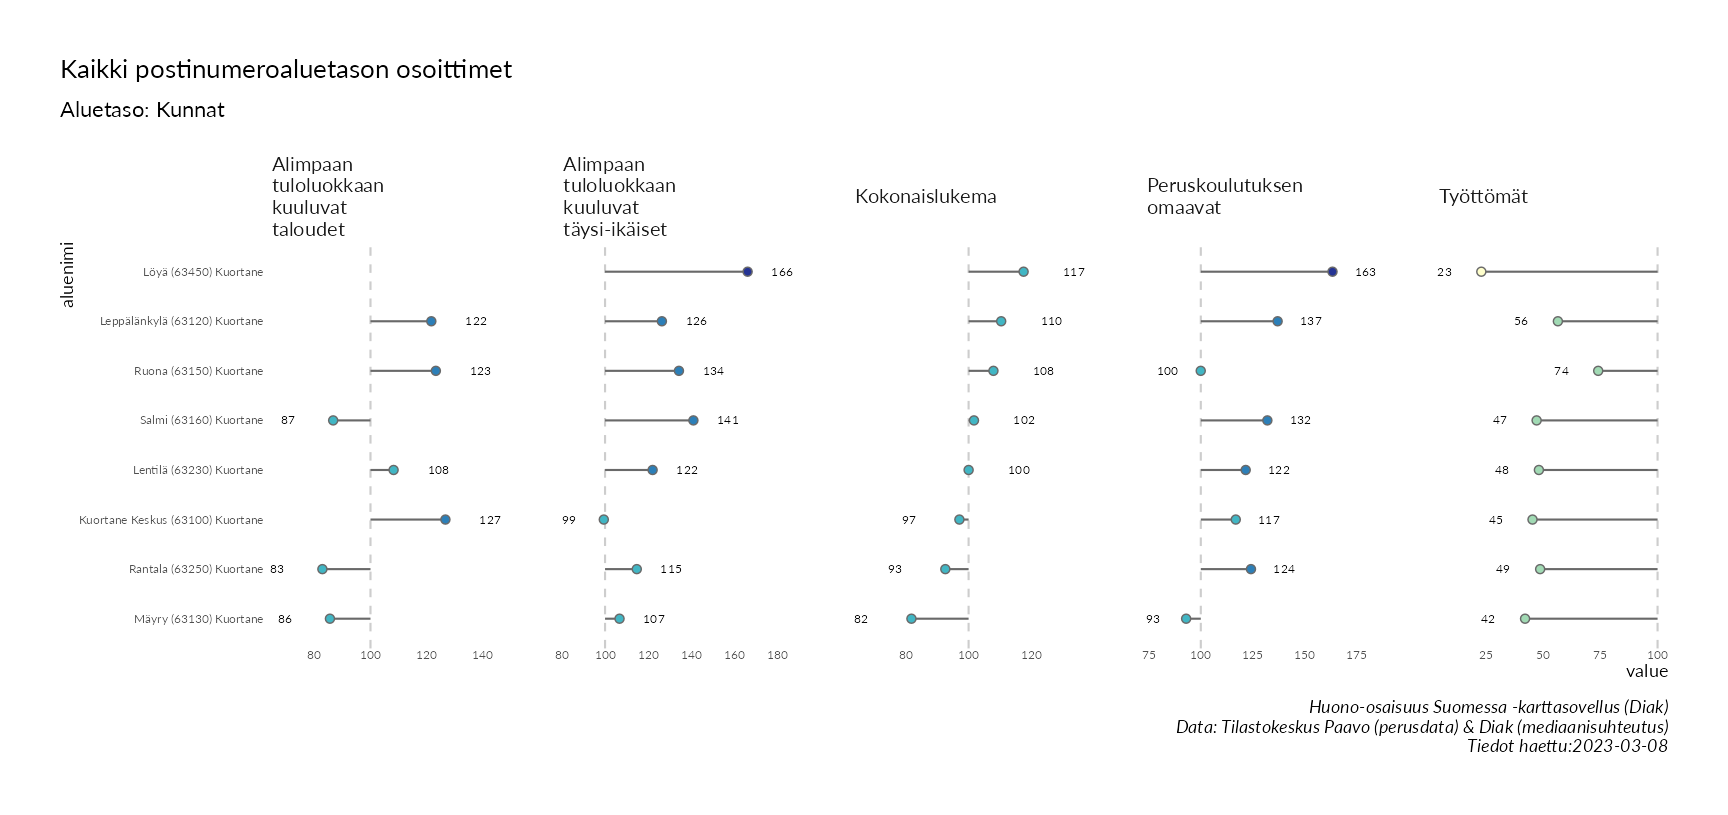 Kaikki postinumeroaluetason osoittimet
Aluetaso: Kunnat
Alimpaan
tuloluokkaan
kuuluvat
taloudet
Alimpaan
tuloluokkaan
kuuluvat
täysi-ikäiset
Kokonaislukema
Peruskoulutuksen
omaavat
Työttömät
aluenimi
Löyä (63450) Kuortane 166 117 163 23
Leppälänkylä (63120) Kuortane 122 126 110 137 56
Ruona (63150) Kuortane 123 134 108 100 74
Salmi (63160) Kuortane 87 141 102 132 47
Lentilä (63230) Kuortane 108 122 100 122 48
Kuortane Keskus (63100) Kuortane 127 99 97 117 45
Rantala (63250) Kuortane 83 115 93 124 49
Mäyry (63130) Kuortane 86 107 82 93 42
80 100 120 140 80 100 120 140 160 180 80 100 120 75 100 125 150 175 25 50 75 100
value
Huono-osaisuus Suomessa -karttasovellus (Diak)
Data: Tilastokeskus Paavo (perusdata) & Diak (mediaanisuhteutus)
Tiedot haettu:2023-03-08